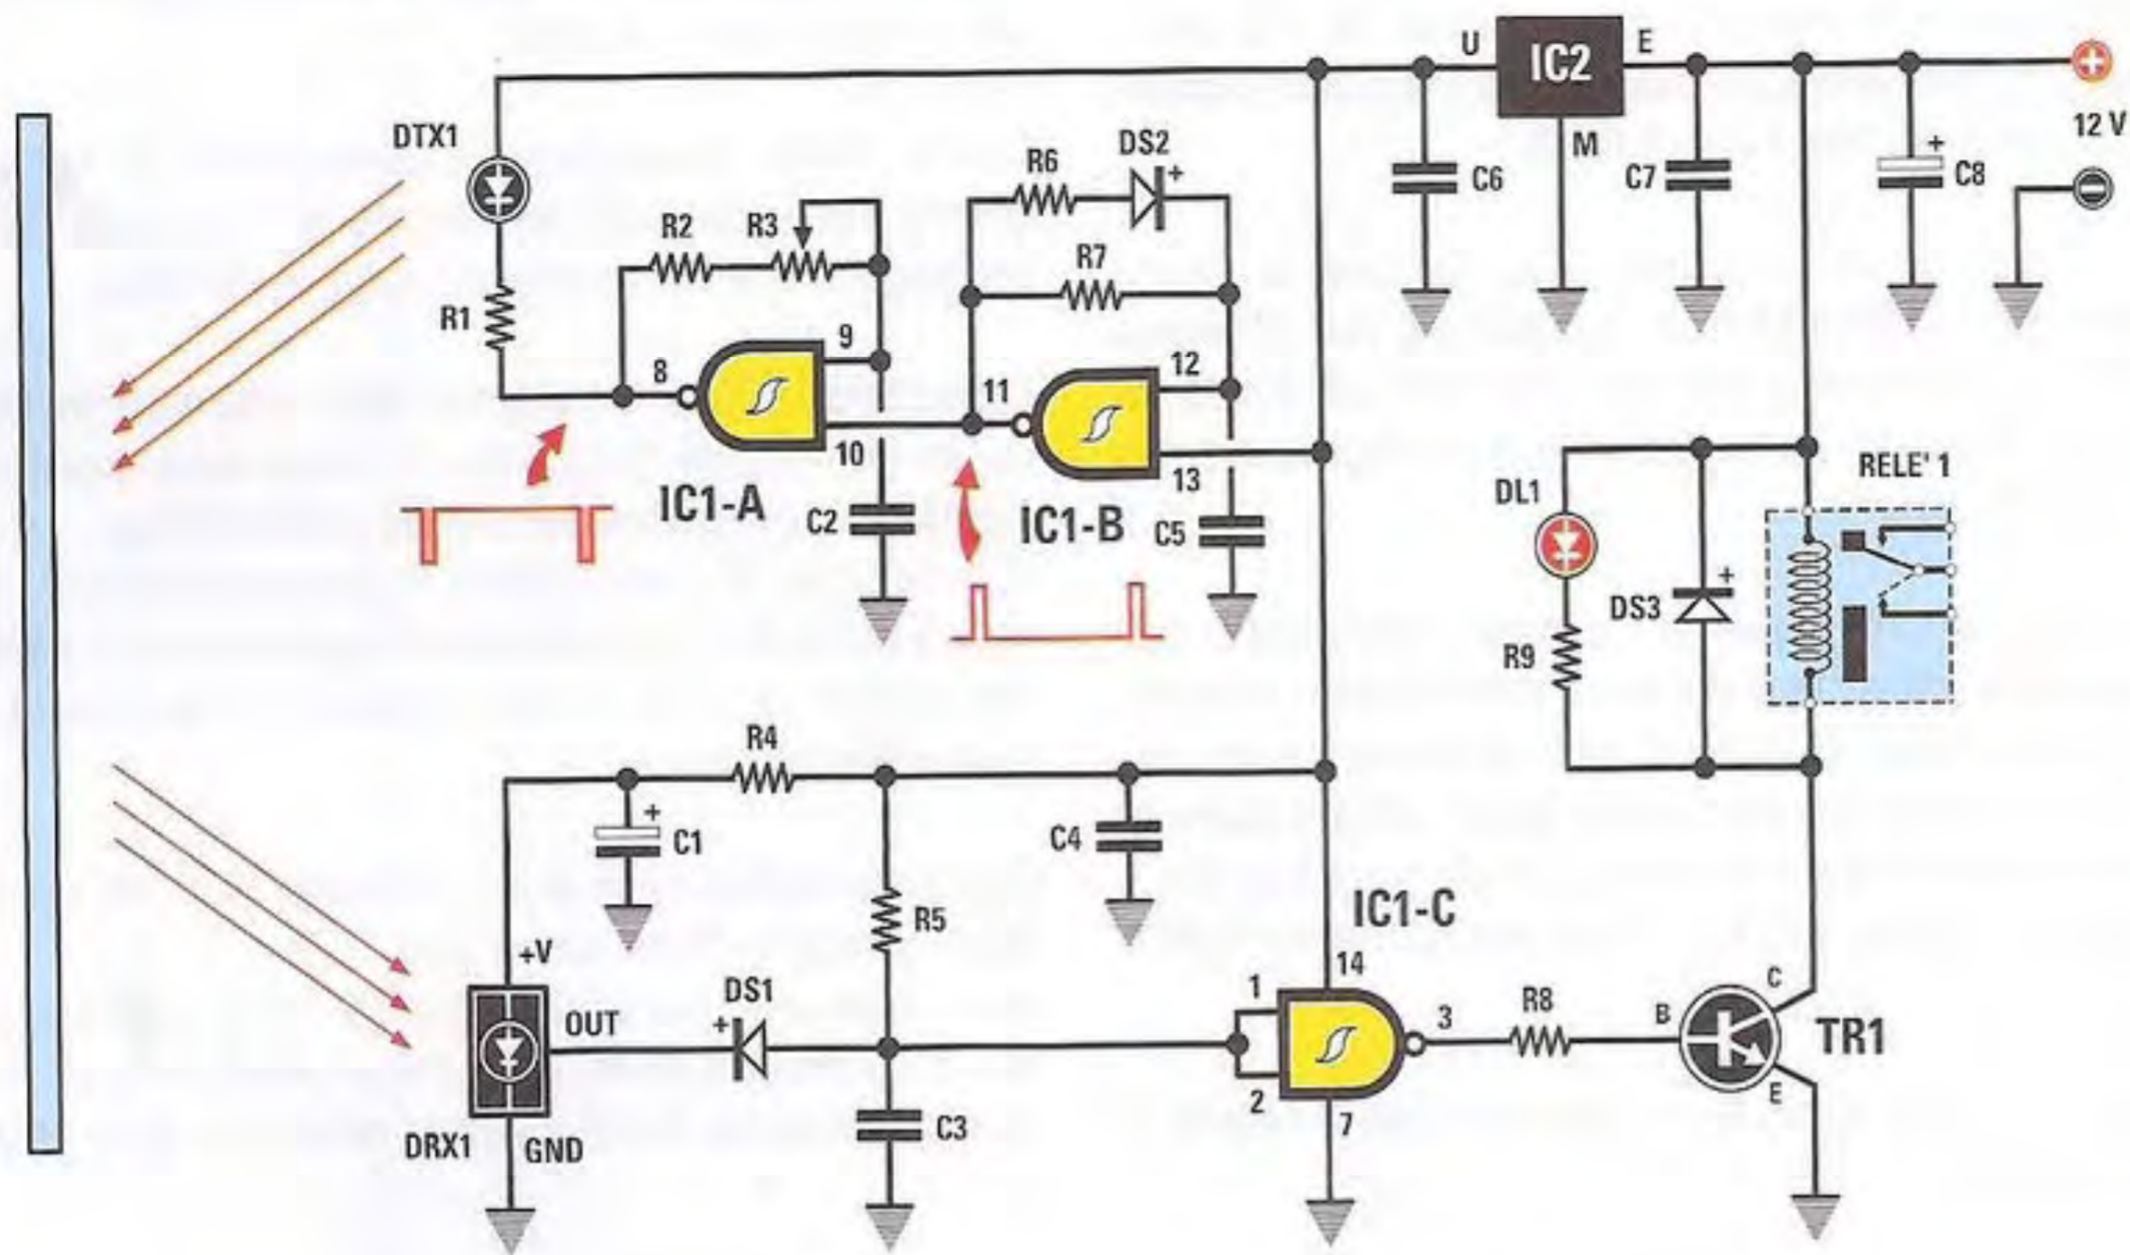 U
IC2
E
M
12 V
C6
C7
+
C8
DTX1
R1
R2
R3
8
9
10
IC1-A
C2
R6
DS2
+
R7
11
12
13
IC1-B
C5
DL1
R9
DS3
+
RELE' 1
R4
+
C1
C4
R5
+V
DS1
+
OUT
DRX1
GND
C3
IC1-C
14
1
2
3
7
R8
B
C
E
TR1